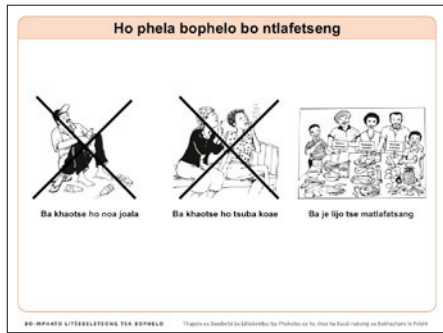 Ho phela bophelo bo ntlafetseng
Ba khaotse ho noa joala
Ba khaotse ho tsuba koae
Ba je lijo tse matlafatsang
BO-MPHATO LITŠEBELETSONG TSA BOPHELO